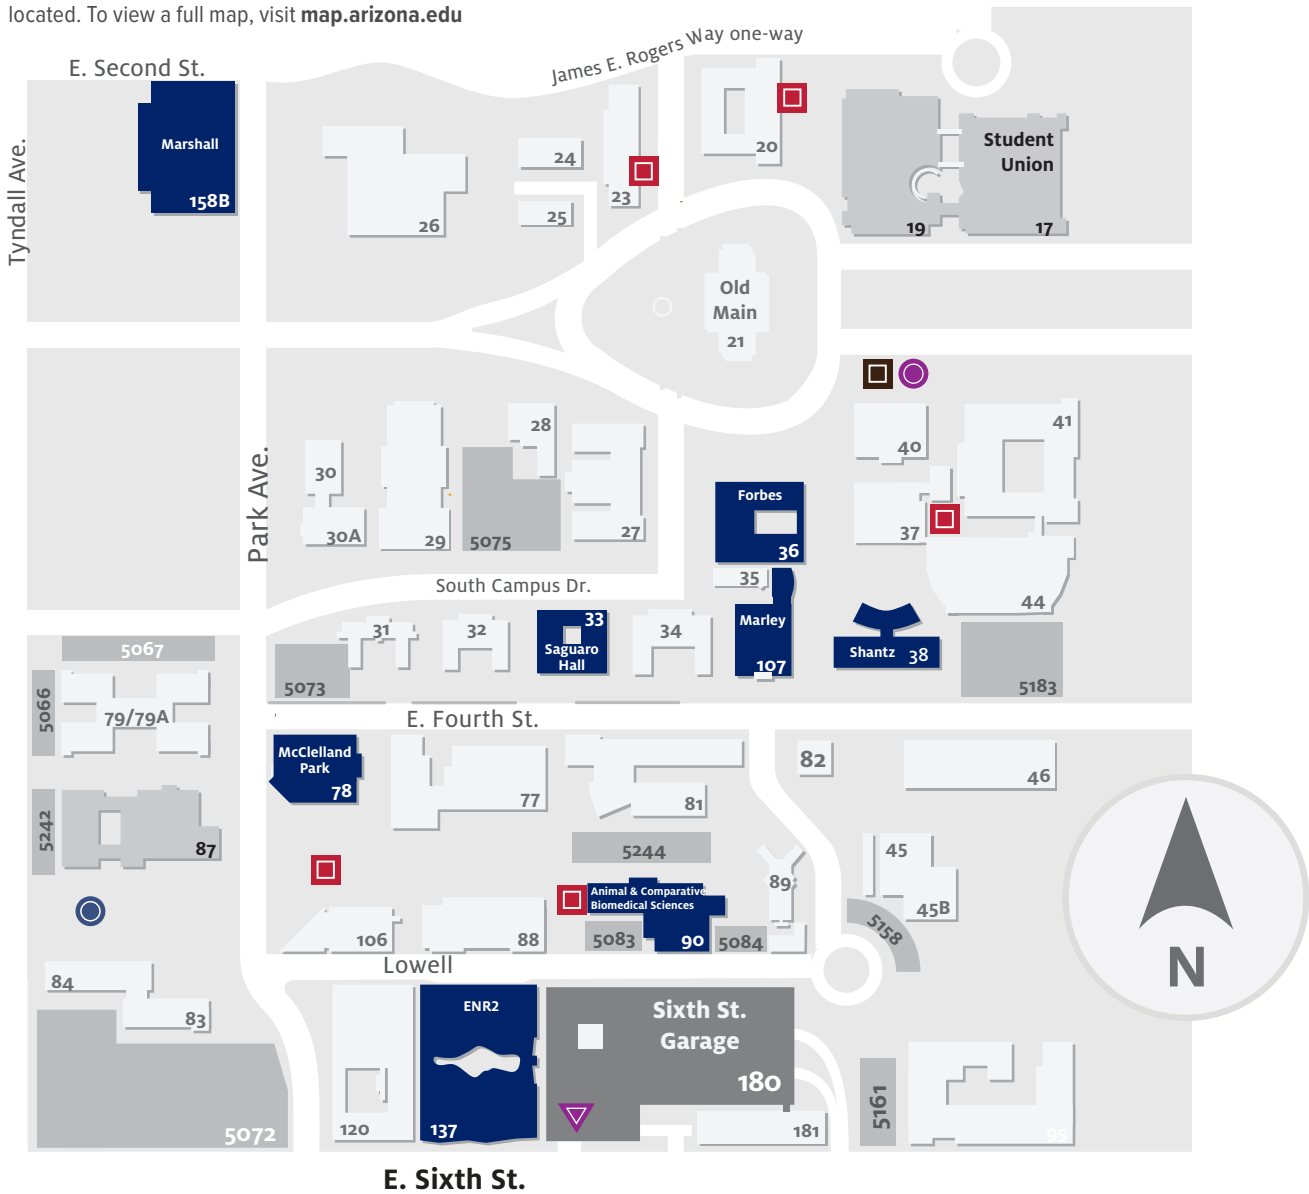 located. To view a full map, visit map.arizona.edu
James E. Rogers Way one-way
E. Second St.
Tyndall Ave.
Marshall
158B
26
24
25
23
20
Student
Union
19
17
Old
Main
21
Park Ave.
30
30A
29
28
5075
27
Forbes
36
35
40
41
37
44
South Campus Dr.
31
32
33
Saguaro
Hall
34
Marley
107
Shantz 38
5183
5073
5067
5066
79/79A
E. Fourth St.
McClelland
Park
78
77
81
82
46
5242
87
5244
89
45
45B
5158
Animal & Comparative
Biomedical Sciences
90
5083
5084
106
88
Lowell
N
84
83
5072
120
ENR2
137
Sixth St.
Garage
180
181
5161
95
E. Sixth St.